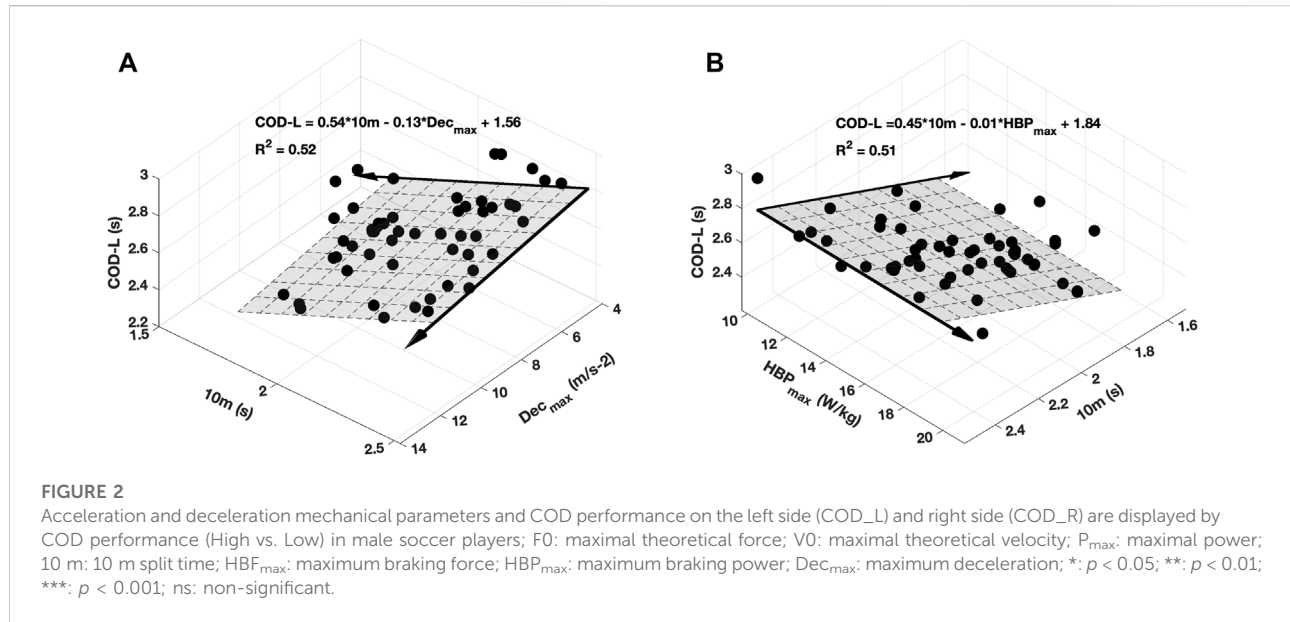 A
COD-L = 0.54*10m - 0.13*Dec_max + 1.56
R² = 0.52
3
2.8
2.6
2.4
2.2
COD-L (s)
1.5
2
2.5
10m (s)
4
6
8
10
12
14
Dec_max (m/s-2)
B
COD-L =0.45*10m - 0.01*HBP_max + 1.84
R² = 0.51
3
2.8
2.6
2.4
COD-L (s)
10
12
14
16
18
20
HBP_max (W/kg)
1.6
1.8
2
2.2
2.4
10m (s)
FIGURE 2
Acceleration and deceleration mechanical parameters and COD performance on the left side (COD_L) and right side (COD_R) are displayed by
COD performance (High vs. Low) in male soccer players; F0: maximal theoretical force; V0: maximal theoretical velocity; P_max: maximal power;
10 m: 10 m split time; HBF_max: maximum braking force; HBP_max: maximum braking power; Dec_max: maximum deceleration; *: p < 0.05; **: p < 0.01;
***: p < 0.001; ns: non-significant.